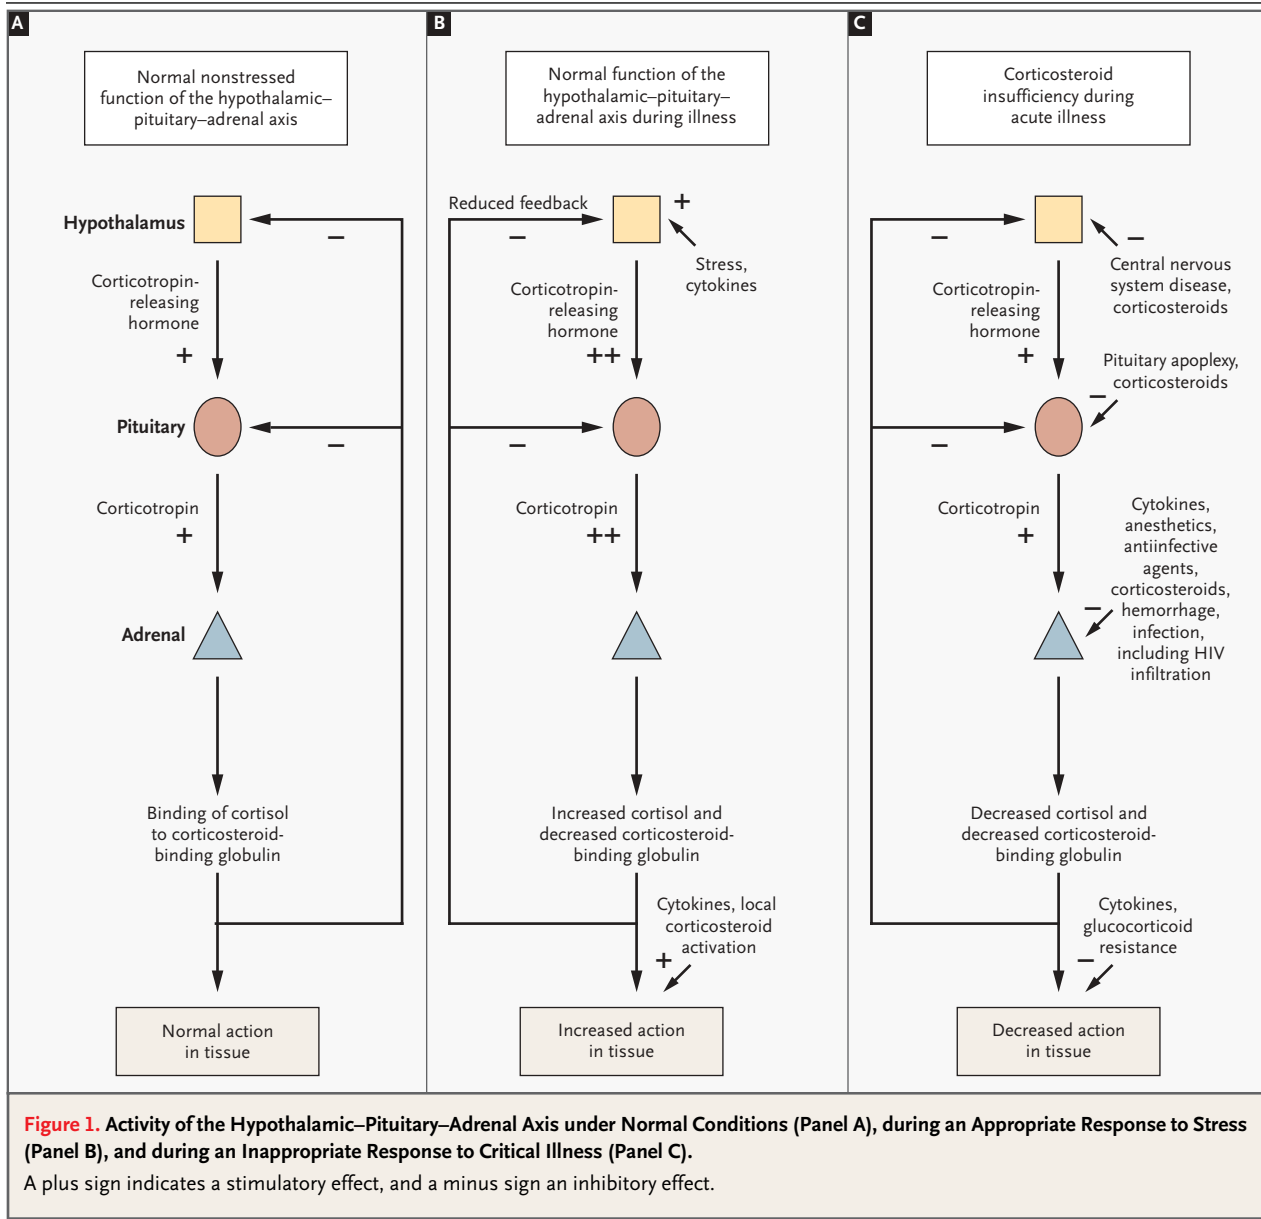 A
Normal nonstressed
function of the hypothalamic–
pituitary–adrenal axis
Hypothalamus
–
Corticotropin-
releasing
hormone
+
Pituitary
–
Corticotropin
+
Adrenal
Binding of cortisol
to corticosteroid-
binding globulin
Normal action
in tissue
B
Normal function of the
hypothalamic–pituitary–
adrenal axis during illness
Reduced feedback
–
+
Stress,
cytokines
Corticotropin-
releasing
hormone
++
–
Corticotropin
++
Increased cortisol and
decreased corticosteroid-
binding globulin
Cytokines, local
corticosteroid
activation
+
Increased action
in tissue
C
Corticosteroid
insufficiency during
acute illness
–
–
Central nervous
system disease,
corticosteroids
Corticotropin-
releasing
hormone
+
Pituitary apoplexy,
corticosteroids
–
–
Corticotropin
+
Cytokines,
anesthetics,
antiinfective
agents,
corticosteroids,
hemorrhage,
infection,
including HIV
infiltration
–
Decreased cortisol and
decreased corticosteroid-
binding globulin
Cytokines,
glucocorticoid
resistance
–
Decreased action
in tissue
Figure 1. Activity of the Hypothalamic–Pituitary–Adrenal Axis under Normal Conditions (Panel A), during an Appropriate Response to Stress
(Panel B), and during an Inappropriate Response to Critical Illness (Panel C).
A plus sign indicates a stimulatory effect, and a minus sign an inhibitory effect.